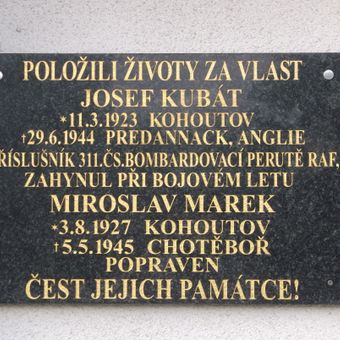 POLOŽILI ŽIVOTY ZA VLAST
JOSEF KUBÁT
*11.3.1923 KOHOUTOV
†29.6.1944 PREDANNACK, ANGLIE
ŘÍSLUŠNÍK 311.ČS.BOMBARDOVACÍ PERUTĚ RAF,
ZAHYNUL PŘI BOJOVÉM LETU
MIROSLAV MAREK
*3.8.1927 KOHOUTOV
†5.5.1945 CHOTĚBOŘ
POPRAVEN
ČEST JEJICH PAMÁTCE!